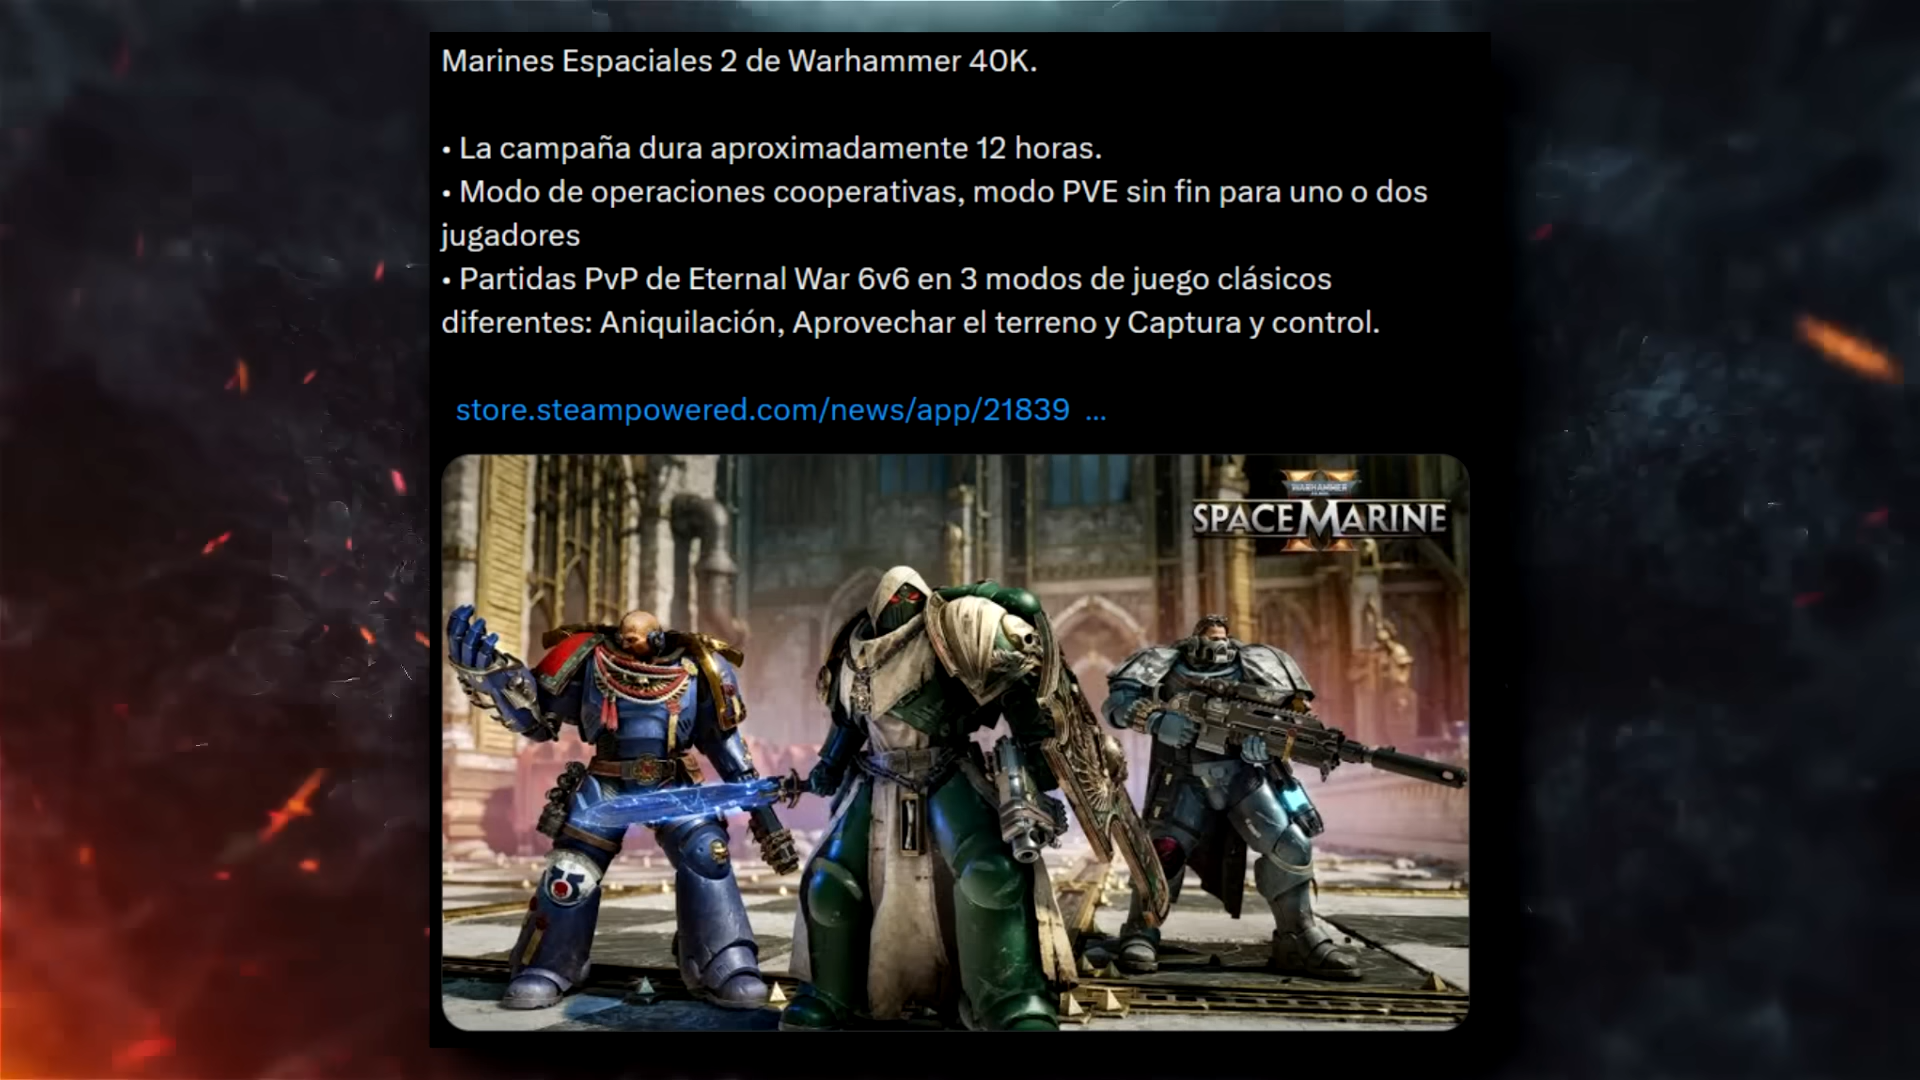 Marines Espaciales 2 de Warhammer 40K.
• La campaña dura aproximadamente 12 horas.
• Modo de operaciones cooperativas, modo PVE sin fin para uno o dos
jugadores
• Partidas PvP de Eternal War 6v6 en 3 modos de juego clásicos
diferentes: Aniquilación, Aprovechar el terreno y Captura y control.
store.steampowered.com/news/app/21839 ...
WARHAMMER
SPACE MARINE